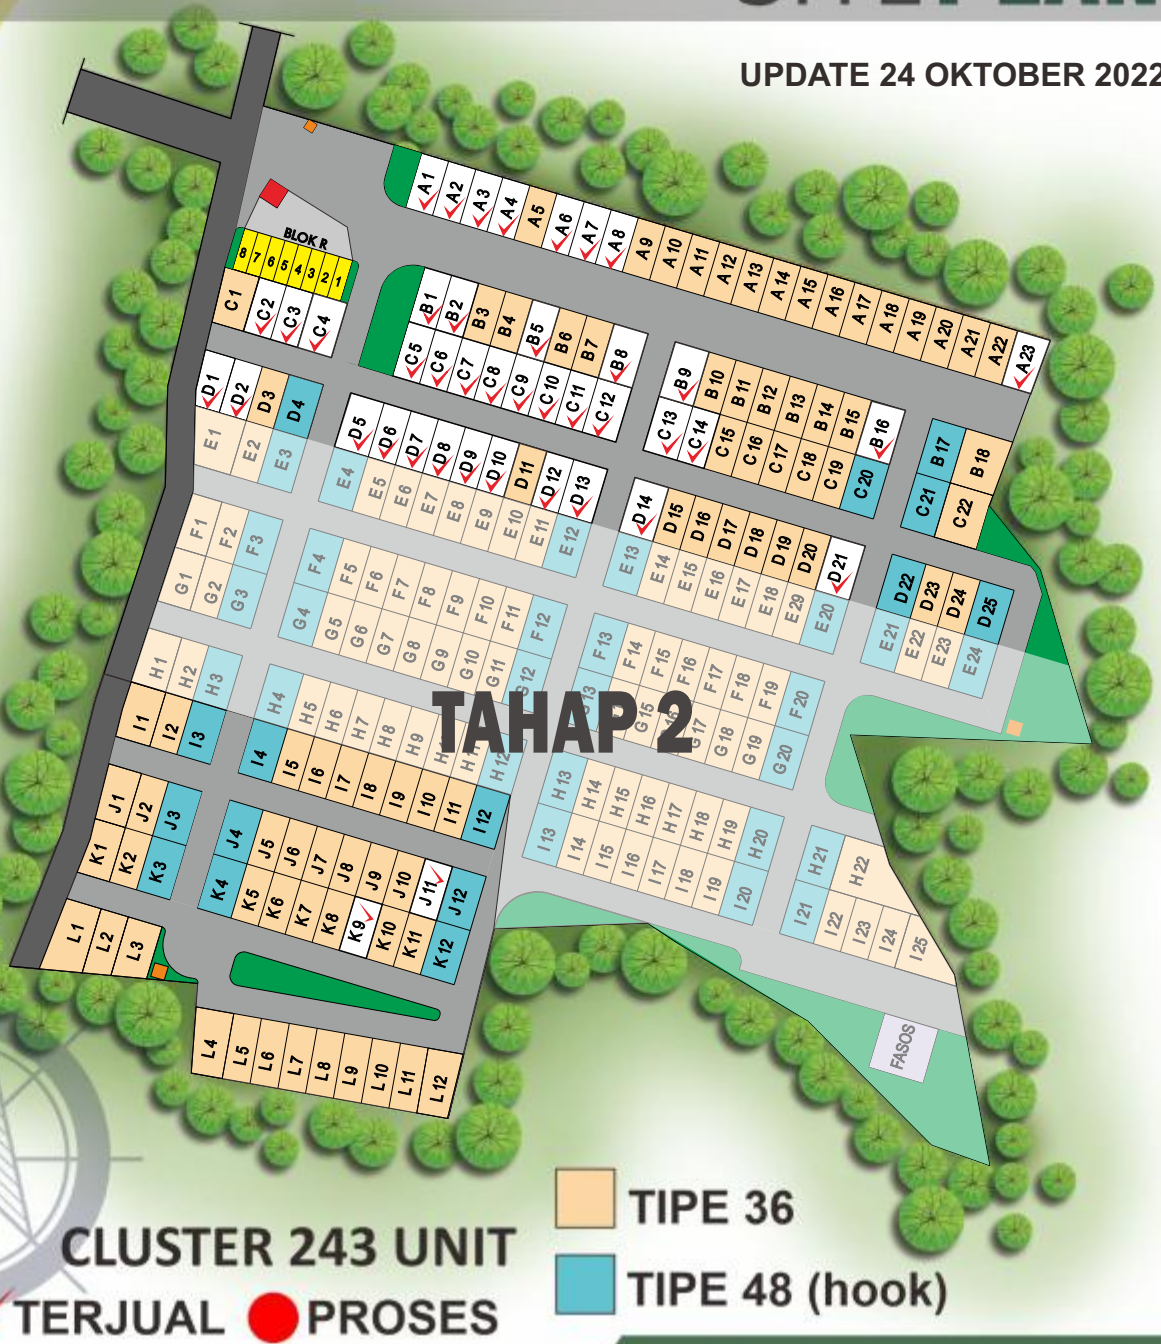 UPDATE 24 OKTOBER 2022
A1 A2 A3 A4 A5 A6 A7 A8 A9 A10 A11 A12 A13 A14 A15 A16 A17 A18 A19 A20 A21 A22 A23
BLOK R
8 7 6 5 4 3 2 1
C1 C2 C3 C4
B1 B2 B3 B4 B5 B6 B7 B8
C5 C6 C7 C8 C9 C10 C11 C12
B9 B10 B11 B12 B13 B14 B15 B16
C13 C14 C15 C16 C17 C18 C19 C20
B17 B18
C21 C22
D1 D2 D3 D4
E1 E2 E3
D5 D6 D7 D8 D9 D10 D11 D12 D13
E4 E5 E6 E7 E8 E9 E10 E11 E12
D14 D15 D16 D17 D18 D19 D20 D21
E13 E14 E15 E16 E17 E18 E29 E20
D22 D23 D24 D25
E21 E22 E23 E24
F1 F2 F3
G1 G2 G3
F4 F5 F6 F7 F8 F9 F10 F11 F12
G4 G5 G6 G7 G8 G9 G10 G11 G12
F13 F14 F15 F16 F17 F18 F19 F20
G15 G18 G19 G20
TAHAP 2
H1 H2 H3
I1 I2 I3
H4 H5 H6 H7 H8 H9 H12
I4 I5 I6 I7 I8 I9 I10 I11 I12
H13 H14 H15 H16 H17 H18 H19 H20
I13 I14 I15 I16 I17 I18 I19 I20
H21 H22
I21 I22 I23 I24 I25
J1 J2 J3
K1 K2 K3
J4 J5 J6 J7 J8 J9 J10 J11 J12
K4 K5 K6 K7 K8 K9 K10 K11 K12
L1 L2 L3
L4 L5 L6 L7 L8 L9 L10 L11 L12
FASOS
TIPE 36
CLUSTER 243 UNIT
TIPE 48 (hook)
TERJUAL PROSES